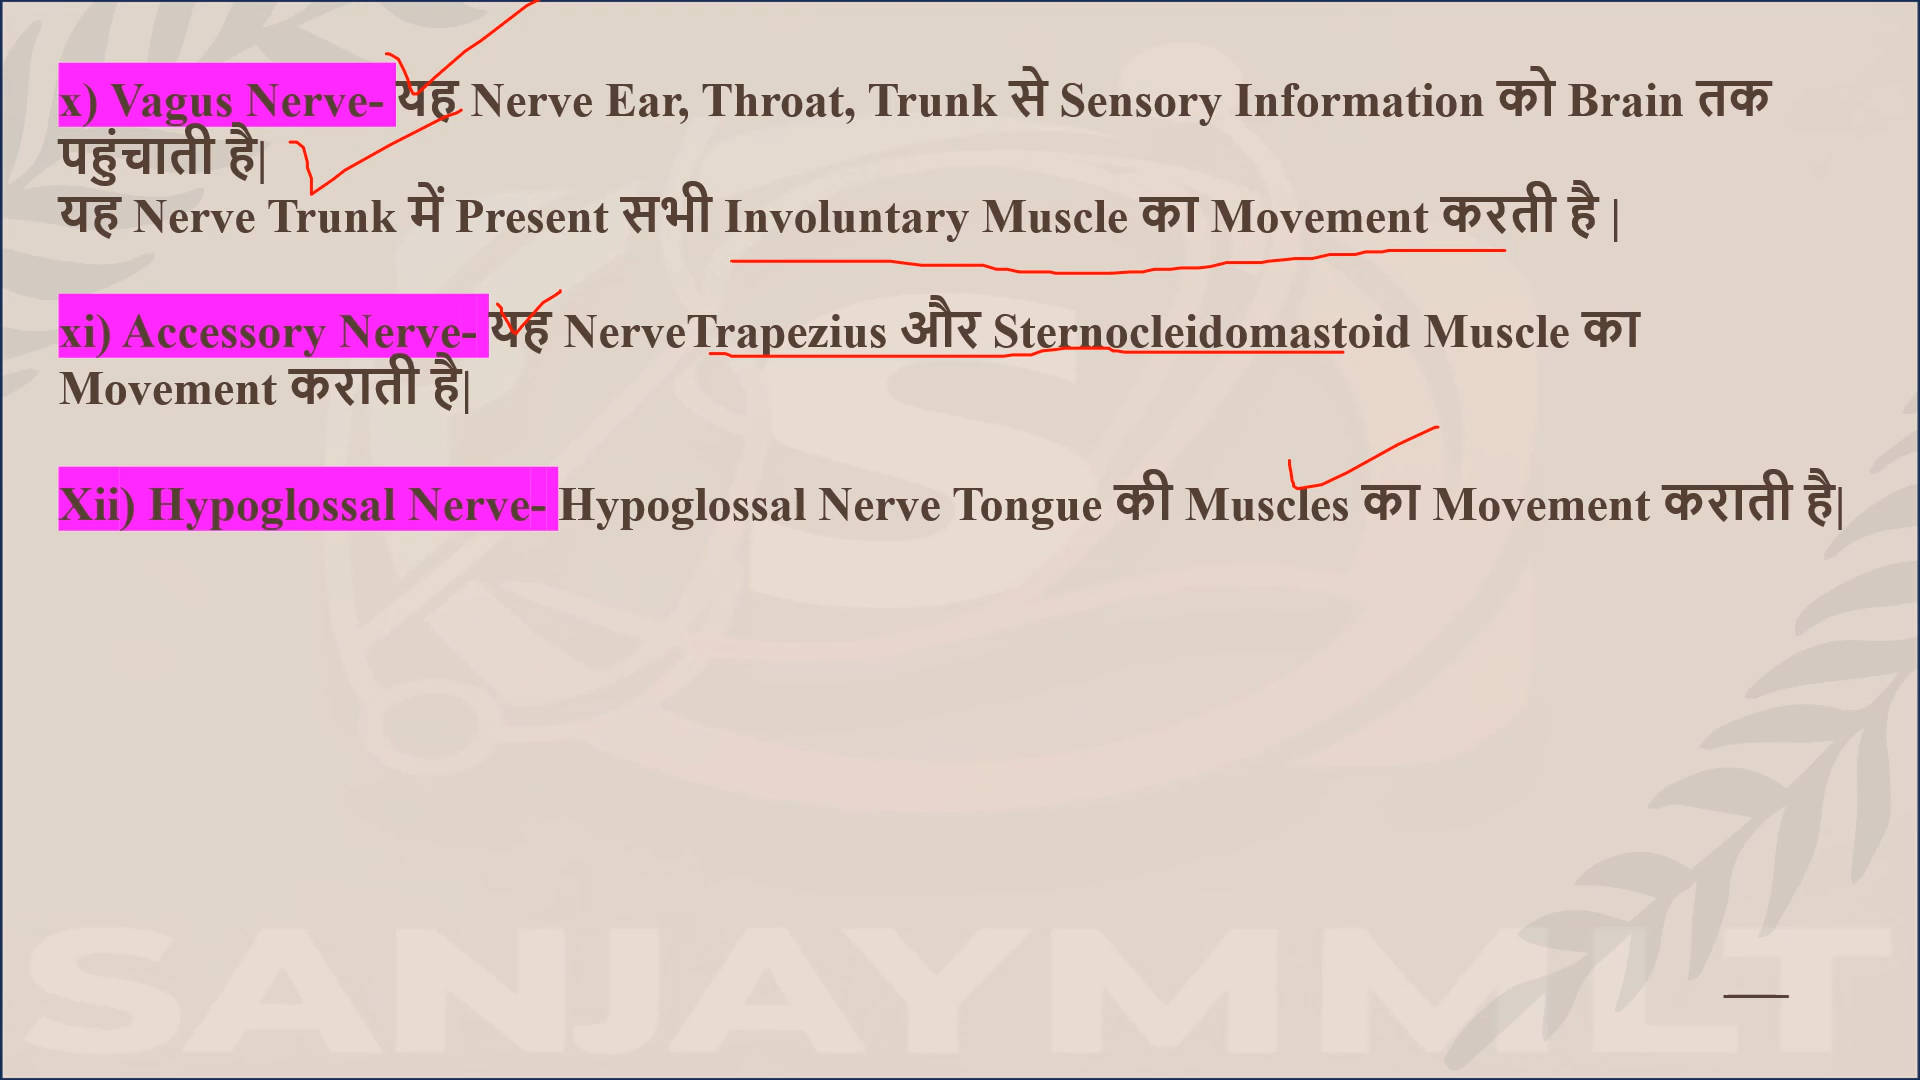 x) Vagus Nerve- यह Nerve Ear, Throat, Trunk से Sensory Information को Brain तक
पहुंचाती है|
यह Nerve Trunk में Present सभी Involuntary Muscle का Movement करती है |
xi) Accessory Nerve- यह NerveTrapezius और Sternocleidomastoid Muscle का
Movement कराती है|
Xii) Hypoglossal Nerve- Hypoglossal Nerve Tongue की Muscles का Movement कराती है|
S
SANJAYMMLT